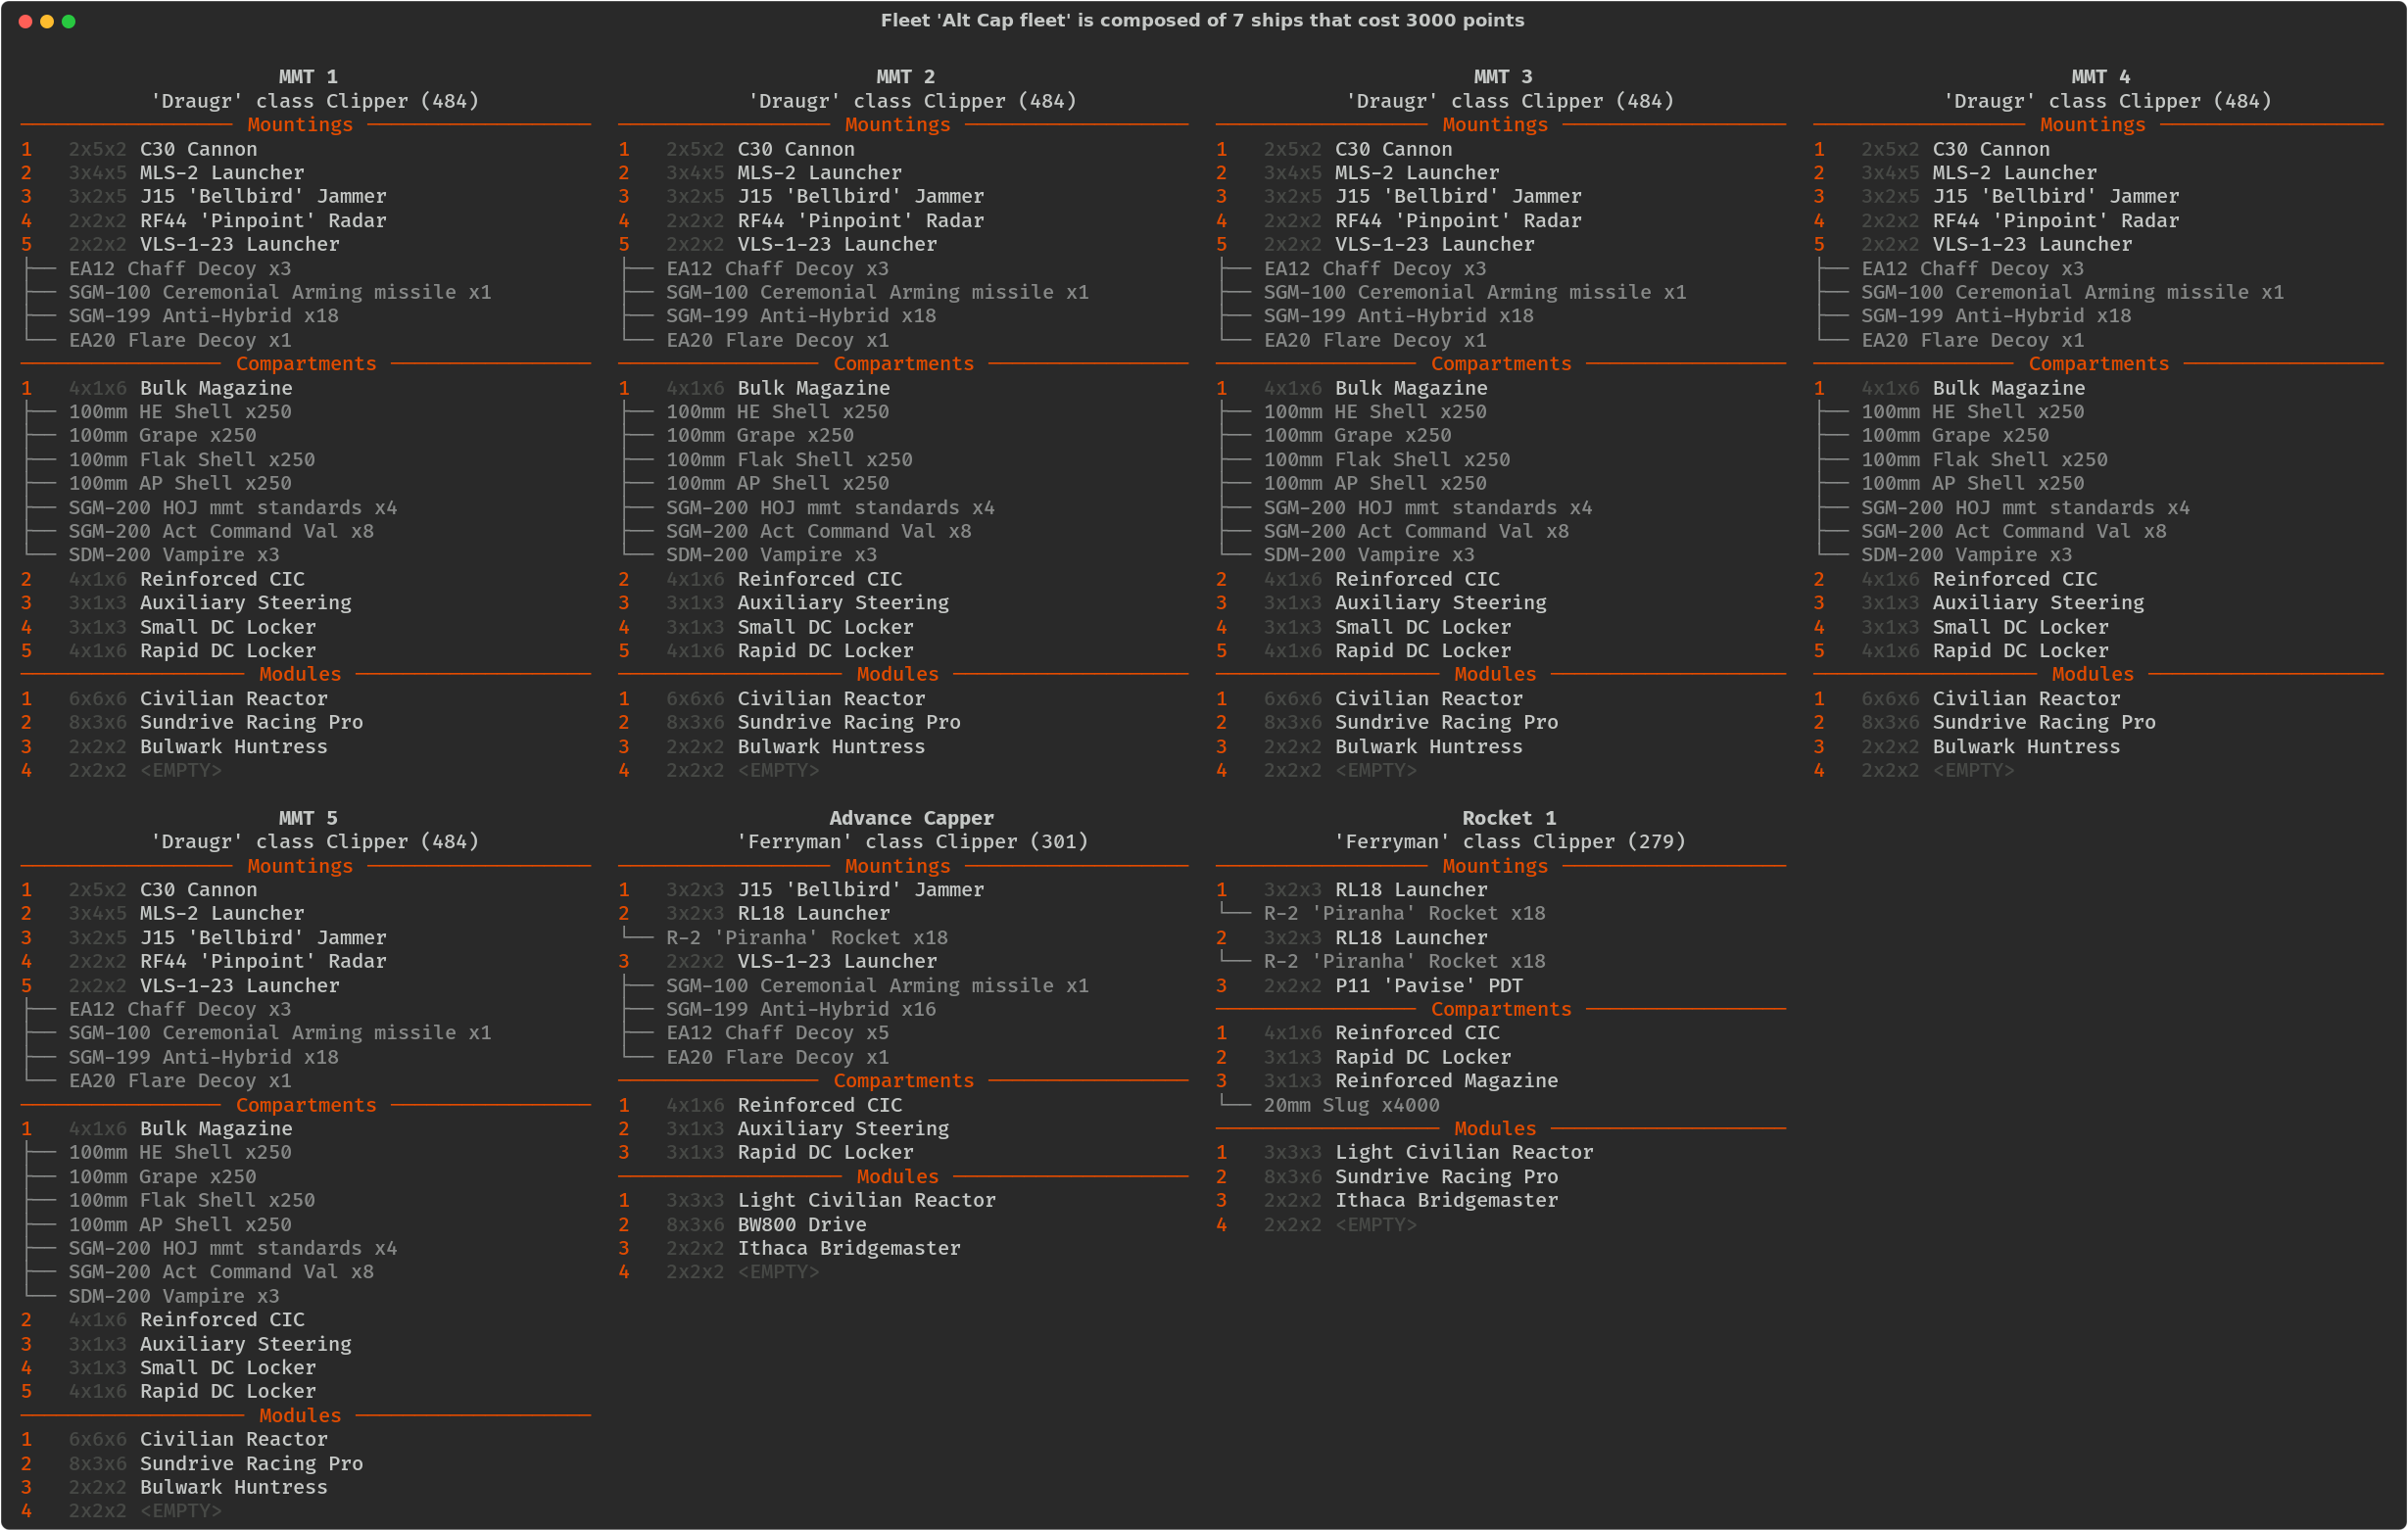 Fleet 'Alt Cap fleet' is composed of 7 ships that cost 3000 points
MMT 1
'Draugr' class Clipper (484)
Mountings
1 2x5x2 C30 Cannon
2 3x4x5 MLS-2 Launcher
3 3x2x5 J15 'Bellbird' Jammer
4 2x2x2 RF44 'Pinpoint' Radar
5 2x2x2 VLS-1-23 Launcher
├── EA12 Chaff Decoy x3
├── SGM-100 Ceremonial Arming missile x1
├── SGM-199 Anti-Hybrid x18
└── EA20 Flare Decoy x1
Compartments
1 4x1x6 Bulk Magazine
├── 100mm HE Shell x250
├── 100mm Grape x250
├── 100mm Flak Shell x250
├── 100mm AP Shell x250
├── SGM-200 HOJ mmt standards x4
├── SGM-200 Act Command Val x8
└── SDM-200 Vampire x3
2 4x1x6 Reinforced CIC
3 3x1x3 Auxiliary Steering
4 3x1x3 Small DC Locker
5 4x1x6 Rapid DC Locker
Modules
1 6x6x6 Civilian Reactor
2 8x3x6 Sundrive Racing Pro
3 2x2x2 Bulwark Huntress
4 2x2x2 <EMPTY>
MMT 2
'Draugr' class Clipper (484)
Mountings
1 2x5x2 C30 Cannon
2 3x4x5 MLS-2 Launcher
3 3x2x5 J15 'Bellbird' Jammer
4 2x2x2 RF44 'Pinpoint' Radar
5 2x2x2 VLS-1-23 Launcher
├── EA12 Chaff Decoy x3
├── SGM-100 Ceremonial Arming missile x1
├── SGM-199 Anti-Hybrid x18
└── EA20 Flare Decoy x1
Compartments
1 4x1x6 Bulk Magazine
├── 100mm HE Shell x250
├── 100mm Grape x250
├── 100mm Flak Shell x250
├── 100mm AP Shell x250
├── SGM-200 HOJ mmt standards x4
├── SGM-200 Act Command Val x8
└── SDM-200 Vampire x3
2 4x1x6 Reinforced CIC
3 3x1x3 Auxiliary Steering
4 3x1x3 Small DC Locker
5 4x1x6 Rapid DC Locker
Modules
1 6x6x6 Civilian Reactor
2 8x3x6 Sundrive Racing Pro
3 2x2x2 Bulwark Huntress
4 2x2x2 <EMPTY>
MMT 3
'Draugr' class Clipper (484)
Mountings
1 2x5x2 C30 Cannon
2 3x4x5 MLS-2 Launcher
3 3x2x5 J15 'Bellbird' Jammer
4 2x2x2 RF44 'Pinpoint' Radar
5 2x2x2 VLS-1-23 Launcher
├── EA12 Chaff Decoy x3
├── SGM-100 Ceremonial Arming missile x1
├── SGM-199 Anti-Hybrid x18
└── EA20 Flare Decoy x1
Compartments
1 4x1x6 Bulk Magazine
├── 100mm HE Shell x250
├── 100mm Grape x250
├── 100mm Flak Shell x250
├── 100mm AP Shell x250
├── SGM-200 HOJ mmt standards x4
├── SGM-200 Act Command Val x8
└── SDM-200 Vampire x3
2 4x1x6 Reinforced CIC
3 3x1x3 Auxiliary Steering
4 3x1x3 Small DC Locker
5 4x1x6 Rapid DC Locker
Modules
1 6x6x6 Civilian Reactor
2 8x3x6 Sundrive Racing Pro
3 2x2x2 Bulwark Huntress
4 2x2x2 <EMPTY>
MMT 4
'Draugr' class Clipper (484)
Mountings
1 2x5x2 C30 Cannon
2 3x4x5 MLS-2 Launcher
3 3x2x5 J15 'Bellbird' Jammer
4 2x2x2 RF44 'Pinpoint' Radar
5 2x2x2 VLS-1-23 Launcher
├── EA12 Chaff Decoy x3
├── SGM-100 Ceremonial Arming missile x1
├── SGM-199 Anti-Hybrid x18
└── EA20 Flare Decoy x1
Compartments
1 4x1x6 Bulk Magazine
├── 100mm HE Shell x250
├── 100mm Grape x250
├── 100mm Flak Shell x250
├── 100mm AP Shell x250
├── SGM-200 HOJ mmt standards x4
├── SGM-200 Act Command Val x8
└── SDM-200 Vampire x3
2 4x1x6 Reinforced CIC
3 3x1x3 Auxiliary Steering
4 3x1x3 Small DC Locker
5 4x1x6 Rapid DC Locker
Modules
1 6x6x6 Civilian Reactor
2 8x3x6 Sundrive Racing Pro
3 2x2x2 Bulwark Huntress
4 2x2x2 <EMPTY>
MMT 5
'Draugr' class Clipper (484)
Mountings
1 2x5x2 C30 Cannon
2 3x4x5 MLS-2 Launcher
3 3x2x5 J15 'Bellbird' Jammer
4 2x2x2 RF44 'Pinpoint' Radar
5 2x2x2 VLS-1-23 Launcher
├── EA12 Chaff Decoy x3
├── SGM-100 Ceremonial Arming missile x1
├── SGM-199 Anti-Hybrid x18
└── EA20 Flare Decoy x1
Compartments
1 4x1x6 Bulk Magazine
├── 100mm HE Shell x250
├── 100mm Grape x250
├── 100mm Flak Shell x250
├── 100mm AP Shell x250
├── SGM-200 HOJ mmt standards x4
├── SGM-200 Act Command Val x8
└── SDM-200 Vampire x3
2 4x1x6 Reinforced CIC
3 3x1x3 Auxiliary Steering
4 3x1x3 Small DC Locker
5 4x1x6 Rapid DC Locker
Modules
1 6x6x6 Civilian Reactor
2 8x3x6 Sundrive Racing Pro
3 2x2x2 Bulwark Huntress
4 2x2x2 <EMPTY>
Advance Capper
'Ferryman' class Clipper (301)
Mountings
1 3x2x3 J15 'Bellbird' Jammer
2 3x2x3 RL18 Launcher
└── R-2 'Piranha' Rocket x18
3 2x2x2 VLS-1-23 Launcher
├── SGM-100 Ceremonial Arming missile x1
├── SGM-199 Anti-Hybrid x16
├── EA12 Chaff Decoy x5
└── EA20 Flare Decoy x1
Compartments
1 4x1x6 Reinforced CIC
2 3x1x3 Auxiliary Steering
3 3x1x3 Rapid DC Locker
Modules
1 3x3x3 Light Civilian Reactor
2 8x3x6 BW800 Drive
3 2x2x2 Ithaca Bridgemaster
4 2x2x2 <EMPTY>
Rocket 1
'Ferryman' class Clipper (279)
Mountings
1 3x2x3 RL18 Launcher
└── R-2 'Piranha' Rocket x18
2 3x2x3 RL18 Launcher
└── R-2 'Piranha' Rocket x18
3 2x2x2 P11 'Pavise' PDT
Compartments
1 4x1x6 Reinforced CIC
2 3x1x3 Rapid DC Locker
3 3x1x3 Reinforced Magazine
└── 20mm Slug x4000
Modules
1 3x3x3 Light Civilian Reactor
2 8x3x6 Sundrive Racing Pro
3 2x2x2 Ithaca Bridgemaster
4 2x2x2 <EMPTY>